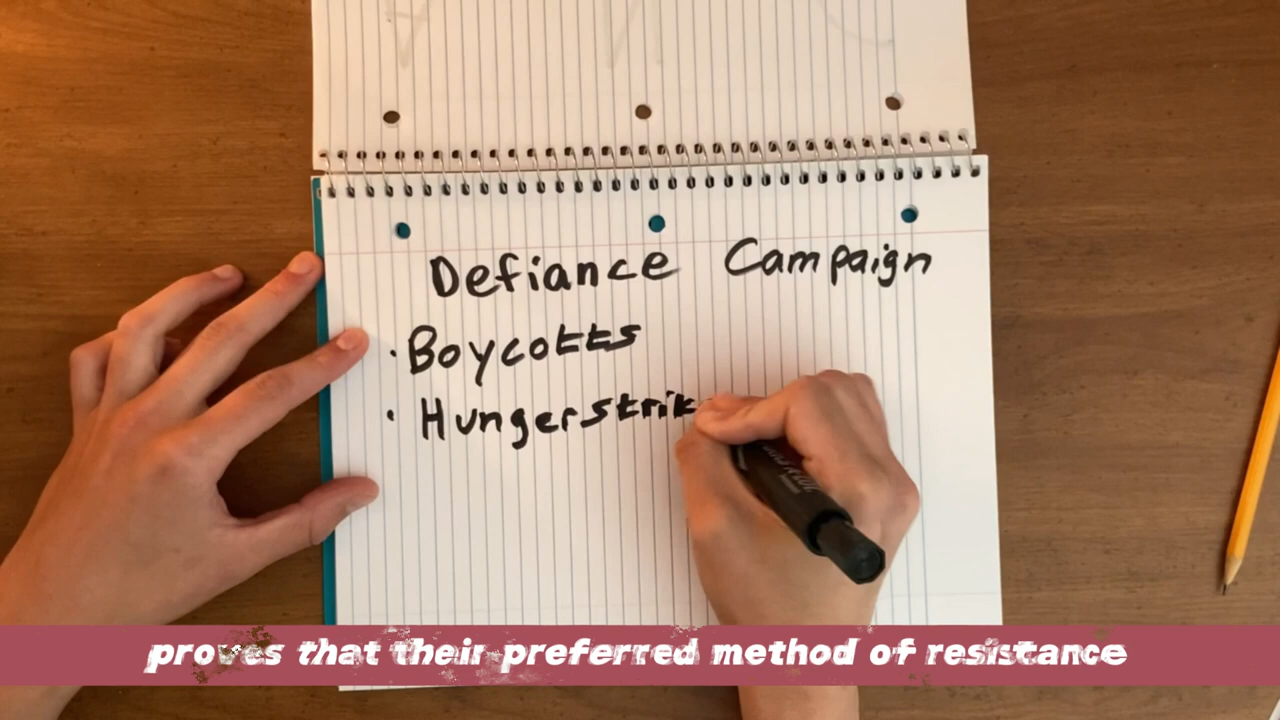 Defiance Campaign
· Boycotts
· Hungerstrik
proves that their preferred method of resistance